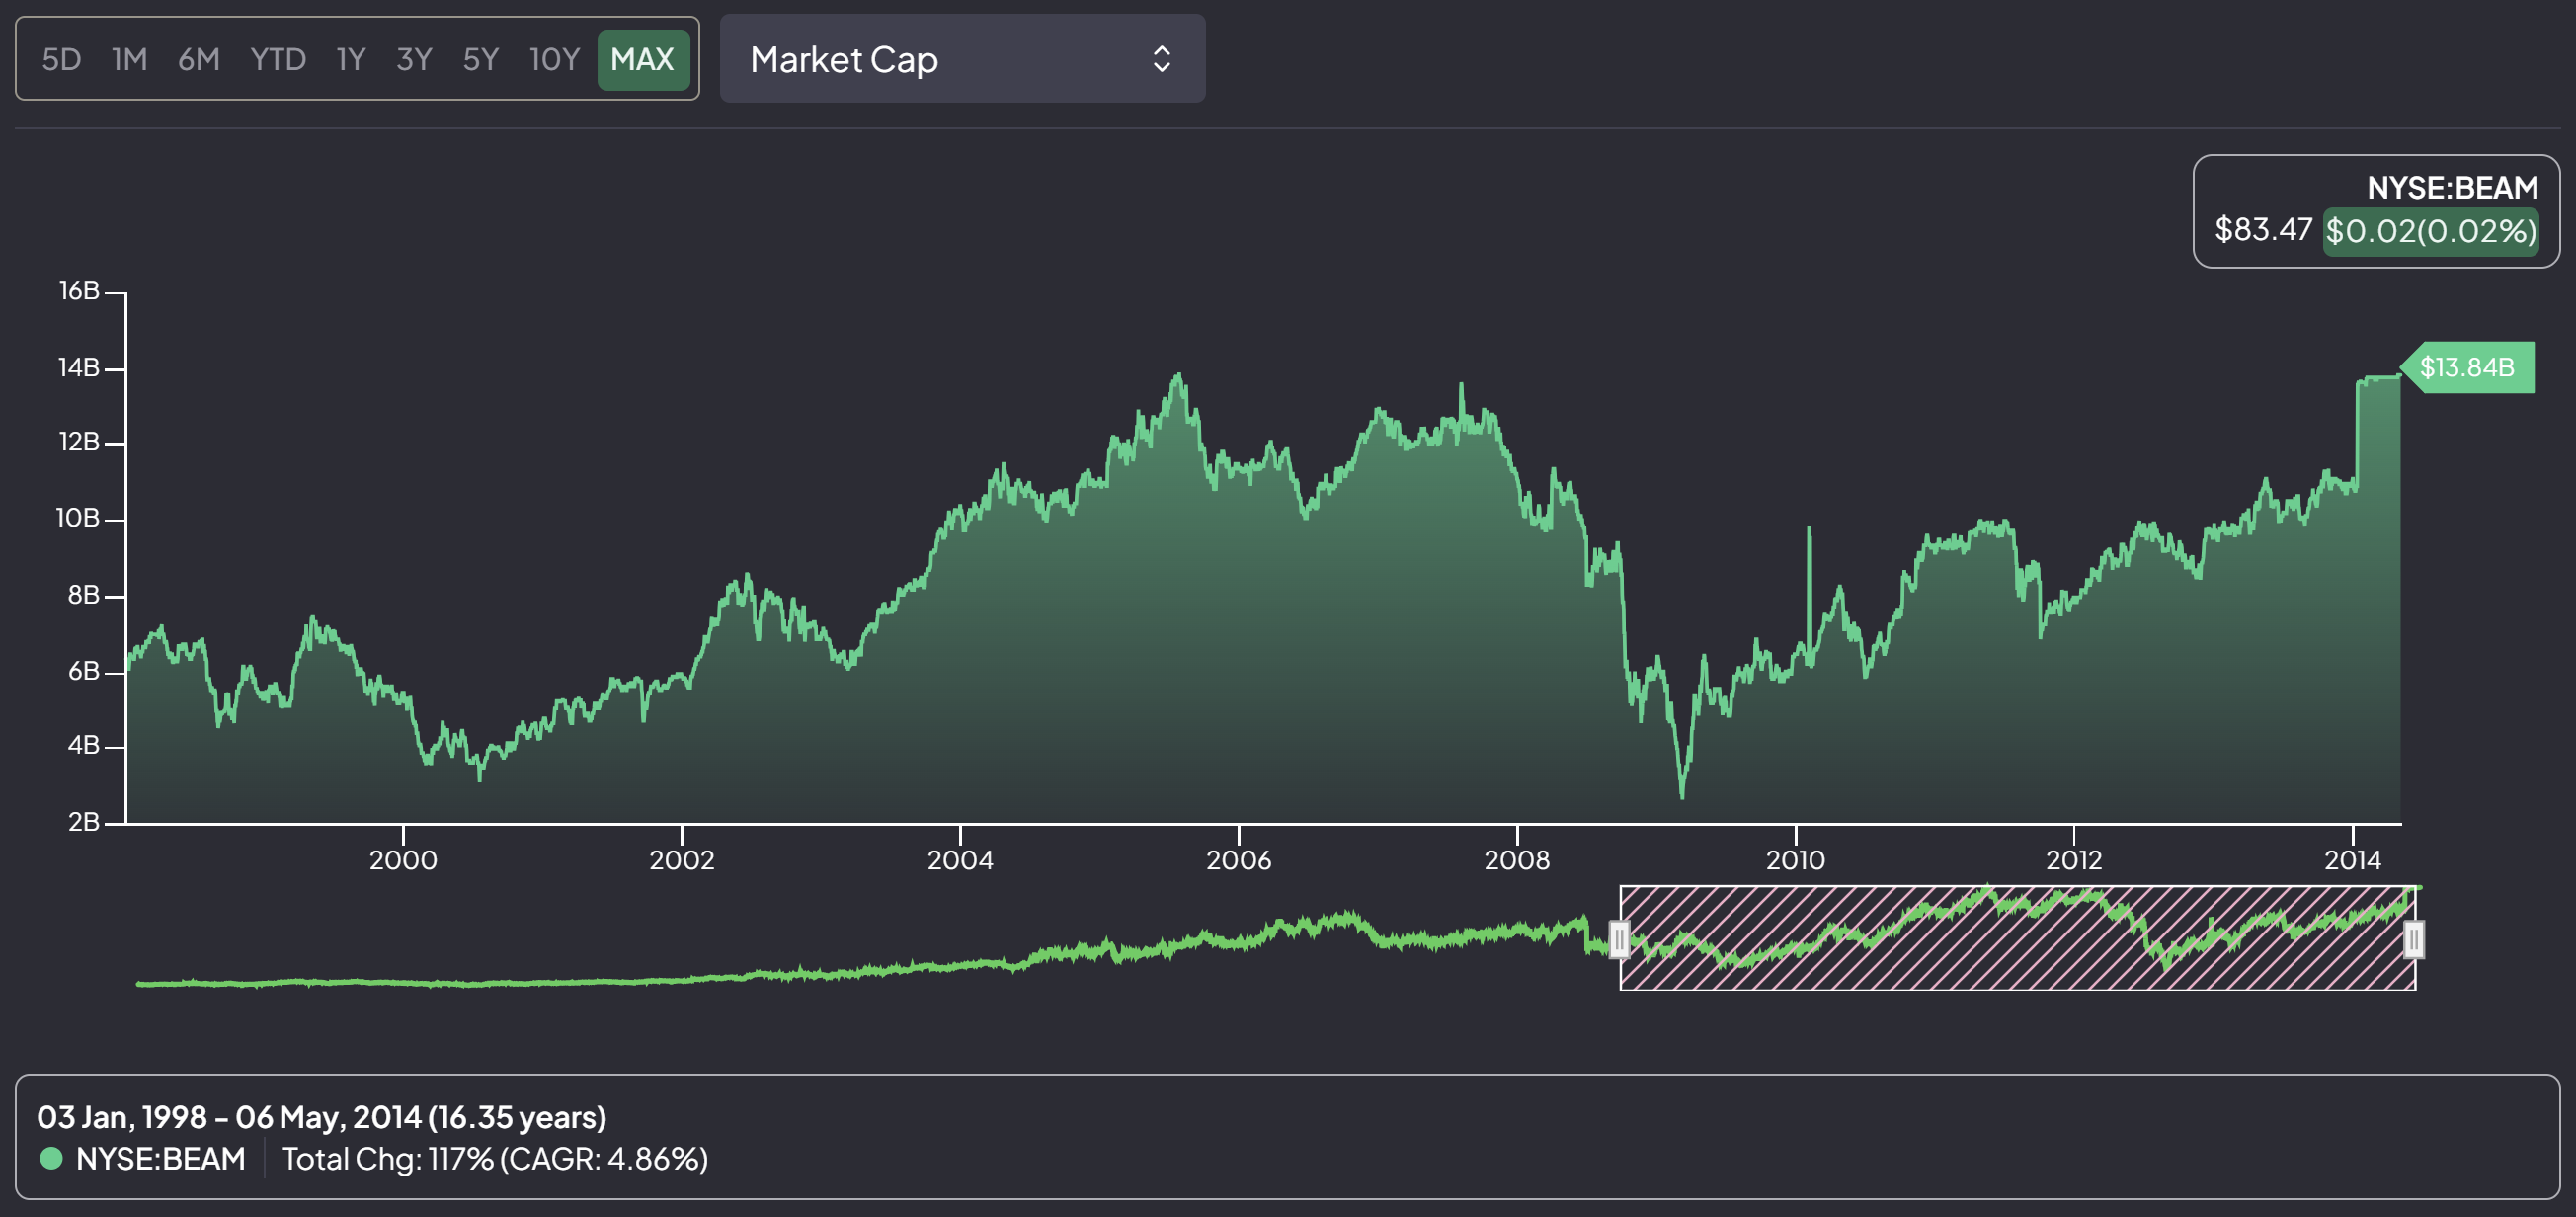 5D 1M 6M YTD 1Y 3Y 5Y 10Y MAX
Market Cap
NYSE:BEAM
$83.47 $0.02(0.02%)
16B
14B
$13.84B
12B
10B
8B
6B
4B
2B
2000 2002 2004 2006 2008 2010 2012 2014
03 Jan, 1998 - 06 May, 2014 (16.35 years)
NYSE:BEAM Total Chg: 117% (CAGR: 4.86%)